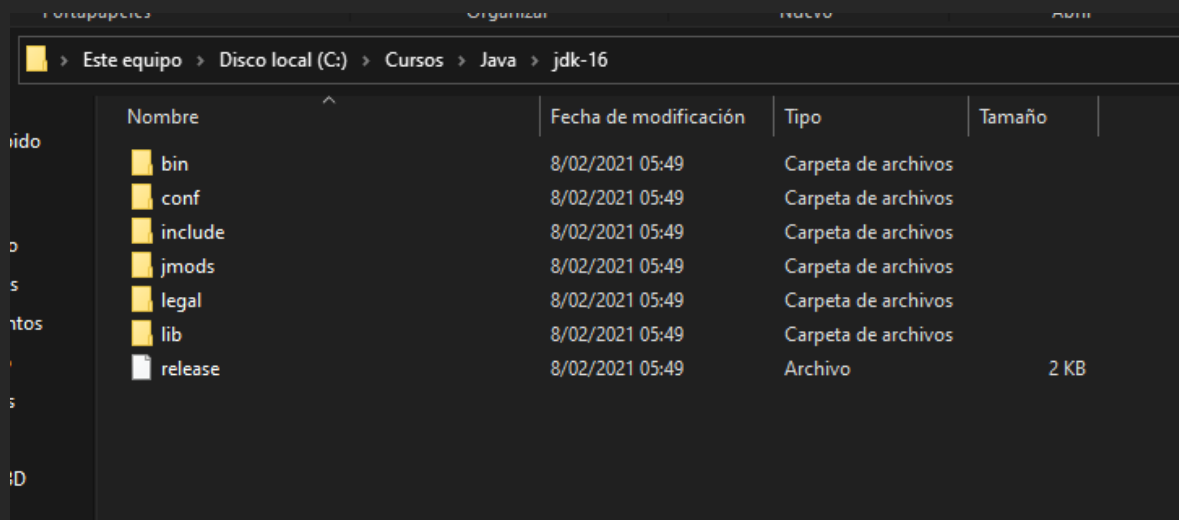 Portapapeles Organizar Nuevo Abrir
Este equipo > Disco local (C:) > Cursos > Java > jdk-16
Nombre Fecha de modificación Tipo Tamaño
bin 8/02/2021 05:49 Carpeta de archivos
conf 8/02/2021 05:49 Carpeta de archivos
include 8/02/2021 05:49 Carpeta de archivos
jmods 8/02/2021 05:49 Carpeta de archivos
legal 8/02/2021 05:49 Carpeta de archivos
lib 8/02/2021 05:49 Carpeta de archivos
release 8/02/2021 05:49 Archivo 2 KB